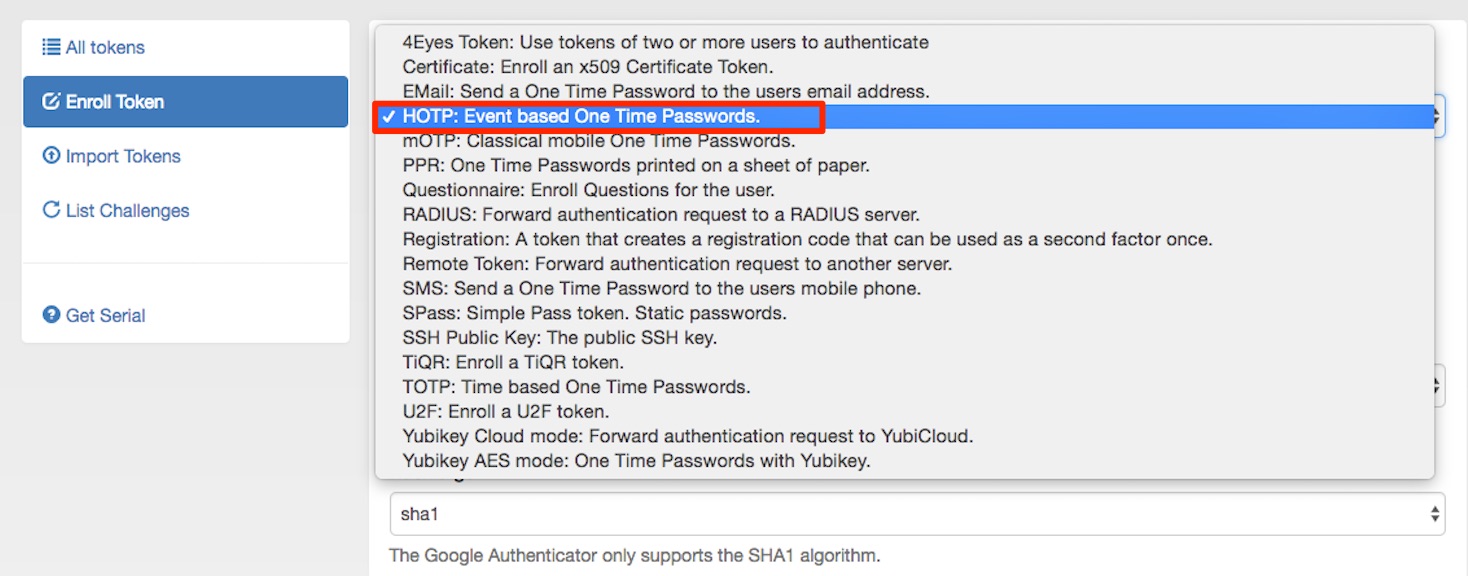 All tokens
Enroll Token
Import Tokens
List Challenges
Get Serial
4Eyes Token: Use tokens of two or more users to authenticate
Certificate: Enroll an x509 Certificate Token.
EMail: Send a One Time Password to the users email address.
HOTP: Event based One Time Passwords.
mOTP: Classical mobile One Time Passwords.
PPR: One Time Passwords printed on a sheet of paper.
Questionnaire: Enroll Questions for the user.
RADIUS: Forward authentication request to a RADIUS server.
Registration: A token that creates a registration code that can be used as a second factor once.
Remote Token: Forward authentication request to another server.
SMS: Send a One Time Password to the users mobile phone.
SPass: Simple Pass token. Static passwords.
SSH Public Key: The public SSH key.
TiQR: Enroll a TiQR token.
TOTP: Time based One Time Passwords.
U2F: Enroll a U2F token.
Yubikey Cloud mode: Forward authentication request to YubiCloud.
Yubikey AES mode: One Time Passwords with Yubikey.
sha1
The Google Authenticator only supports the SHA1 algorithm.